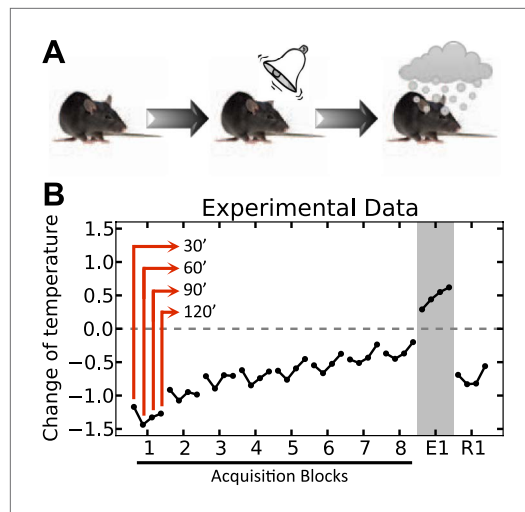 A
B
Experimental Data
Change of temperature
1.5
1.0
0.5
0.0
−0.5
−1.0
−1.5
30′
60′
90′
120′
1 2 3 4 5 6 7 8 E1 R1
Acquisition Blocks